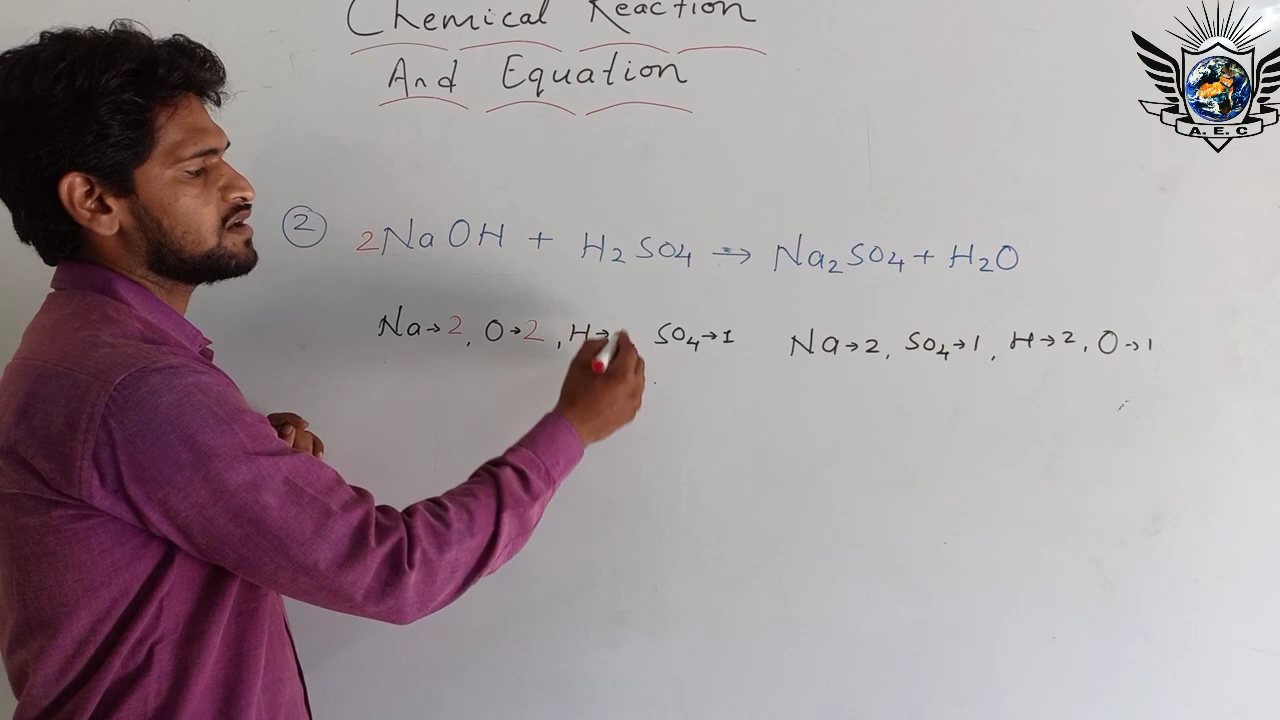 Chemical Reaction
And Equation
A. E. C
② 2NaOH + H₂SO₄ → Na₂SO₄ + H₂O
Na→2, O→2, H→ SO₄→1 Na→2, SO₄→1, H→2, O→1